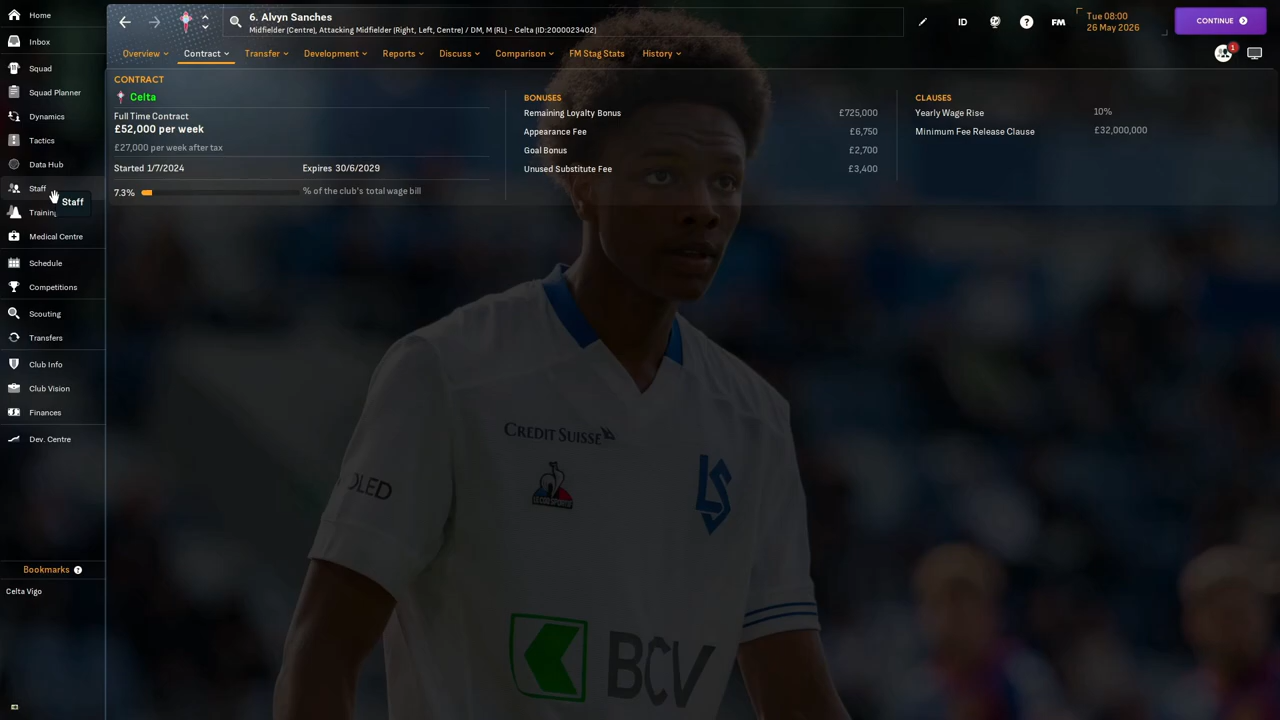 Home
Inbox
Squad
Squad Planner
Dynamics
Tactics
Data Hub
Staff
Staff
Training
Medical Centre
Schedule
Competitions
Scouting
Transfers
Club Info
Club Vision
Finances
Dev. Centre
Bookmarks ?
Celta Vigo
6. Alvyn Sanches
Midfielder (Centre), Attacking Midfielder (Right, Left, Centre) / DM, M (RL) - Celta (ID:2000023402)
ID
?
FM
Tue 08:00
26 May 2026
CONTINUE
Overview
Contract
Transfer
Development
Reports
Discuss
Comparison
FM Stag Stats
History
1
CONTRACT
Celta
Full Time Contract
£52,000 per week
£27,000 per week after tax
Started 1/7/2024 Expires 30/6/2029
7.3% % of the club's total wage bill
BONUSES
Remaining Loyalty Bonus £725,000
Appearance Fee £6,750
Goal Bonus £2,700
Unused Substitute Fee £3,400
CLAUSES
Yearly Wage Rise 10%
Minimum Fee Release Clause £32,000,000
CREDIT SUISSE
LE COQ SPORTIF
LS
OLED
BCV